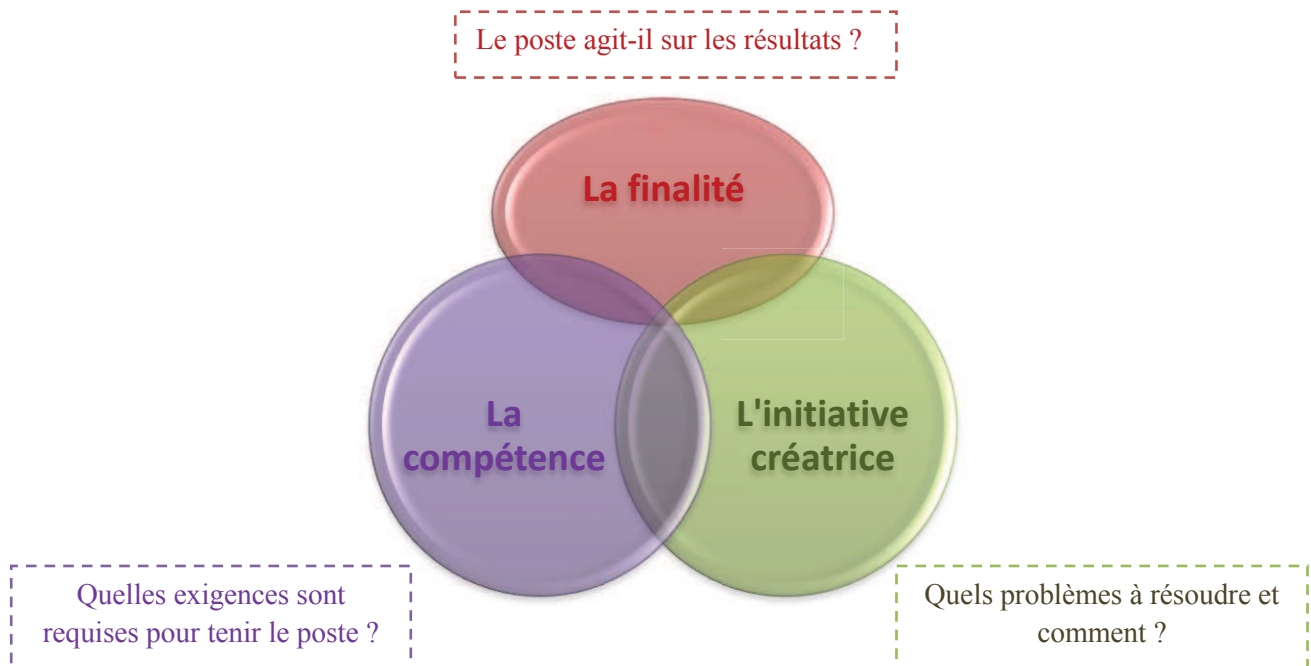 Le poste agit-il sur les résultats ?
La finalité
La
compétence
L'initiative
créatrice
Quelles exigences sont
requises pour tenir le poste ?
Quels problèmes à résoudre et
comment ?